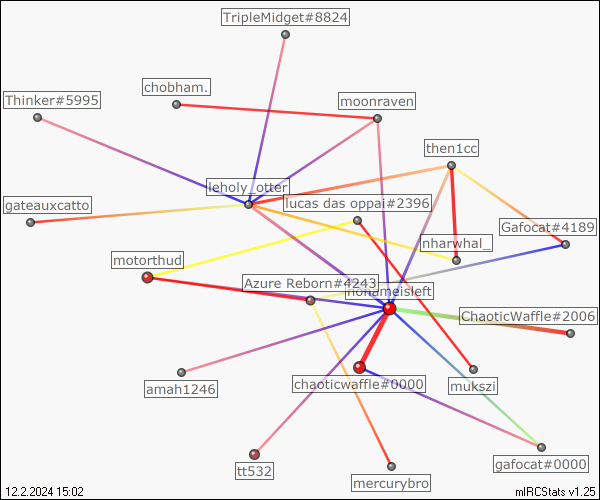 TripleMidget#8824
chobham.
Thinker#5995
moonraven
then1cc
leholy_otter
gateauxcatto
lucas das oppai#2396
Gafocat#4189
nharwhal_
motorthud
Azure Reborn#4243
nonameisleft
ChaoticWaffle#2006
amah1246
chaoticwaffle#0000
mukszi
tt532
mercurybro
gafocat#0000
12.2.2024 15:02
mIRCStats v1.25